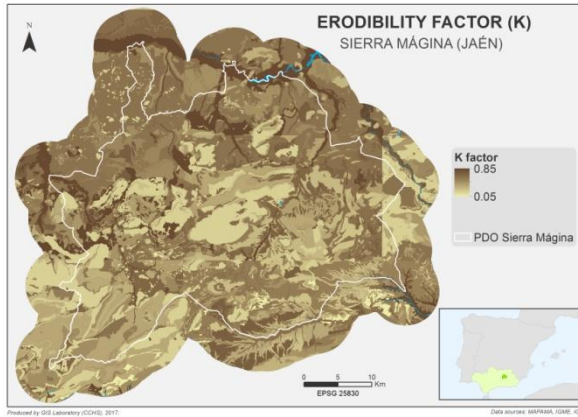 ERODIBILITY FACTOR (K)
SIERRA MÁGINA (JAÉN)
N
K factor
0.85
0.05
PDO Sierra Mágina
0 5 10
Km
EPSG 25830
Produced by GIS Laboratory (CCHS), 2017.
Data sources: MAPAMA, IGME,